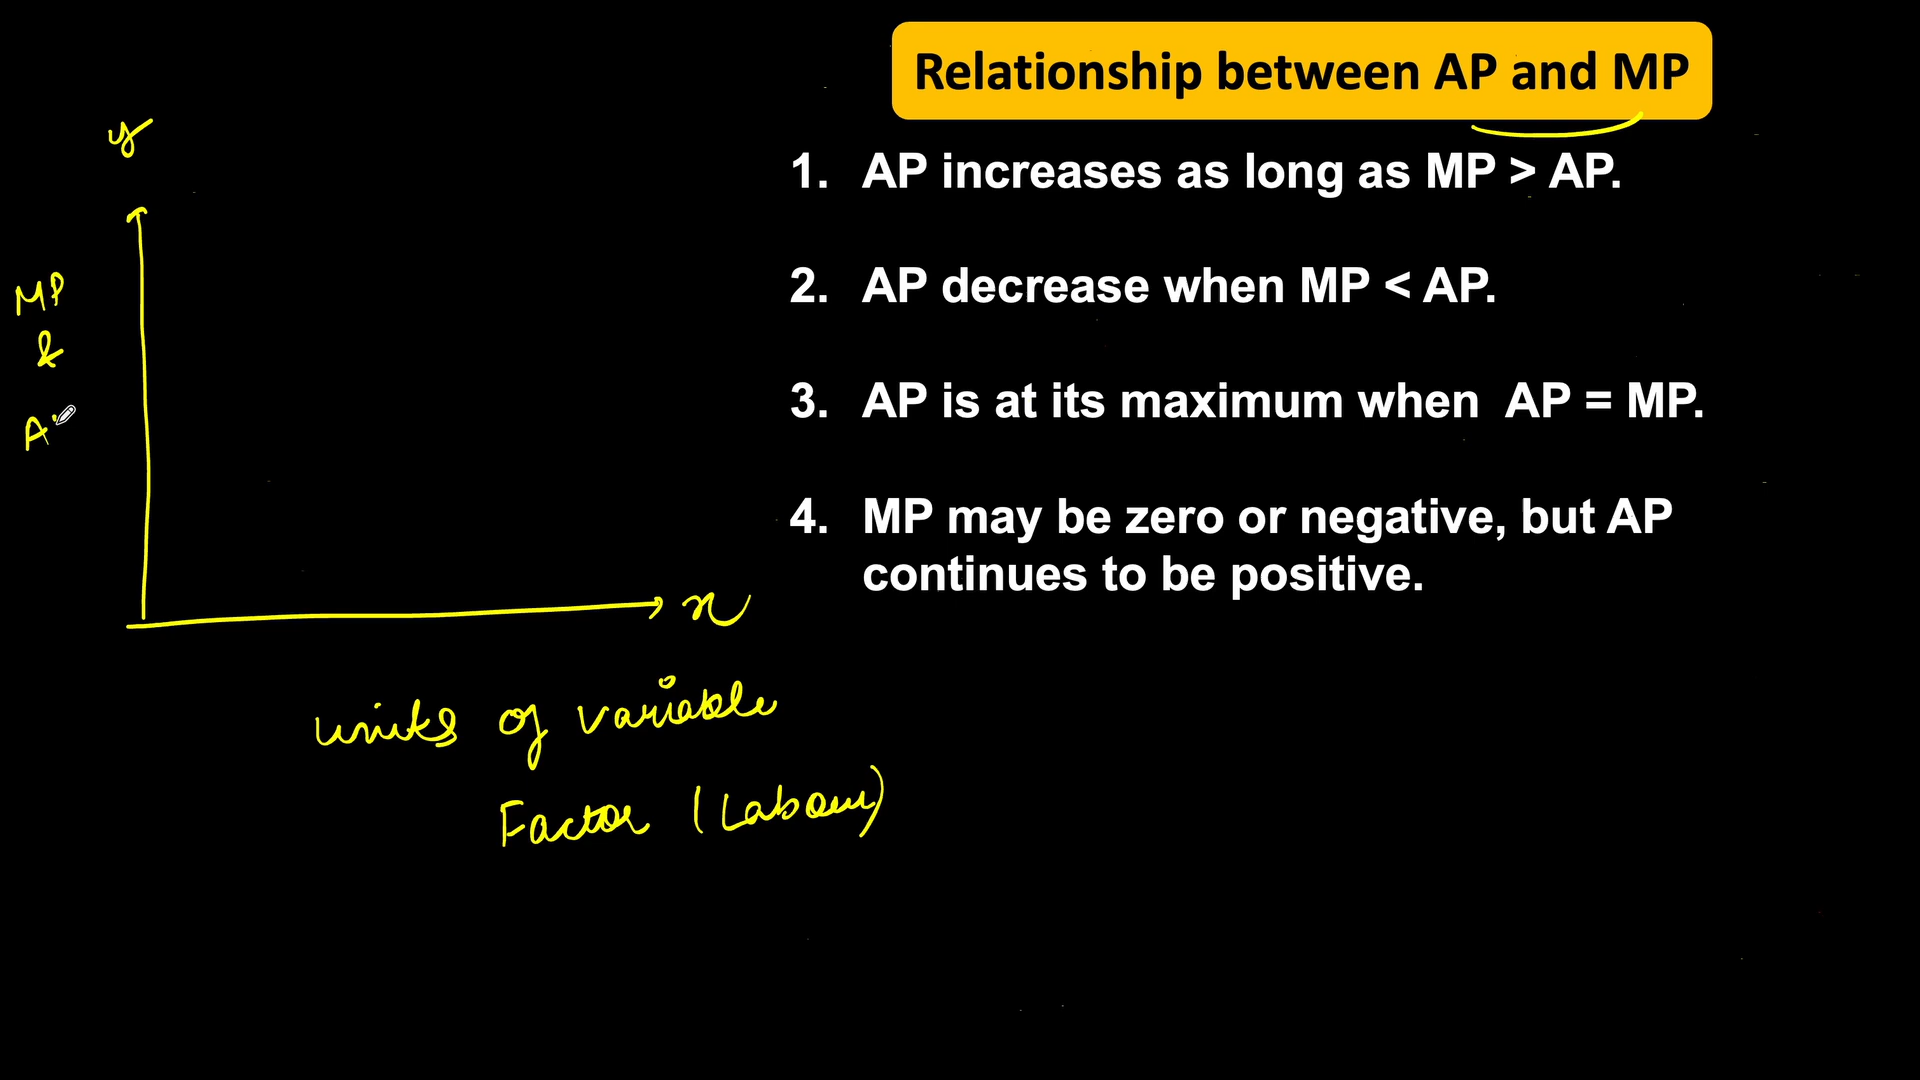 Relationship between AP and MP
1. AP increases as long as MP > AP.
2. AP decrease when MP < AP.
3. AP is at its maximum when AP = MP.
4. MP may be zero or negative, but AP
continues to be positive.
y
MP
&
A
x
units of variable
Factor (Labour)